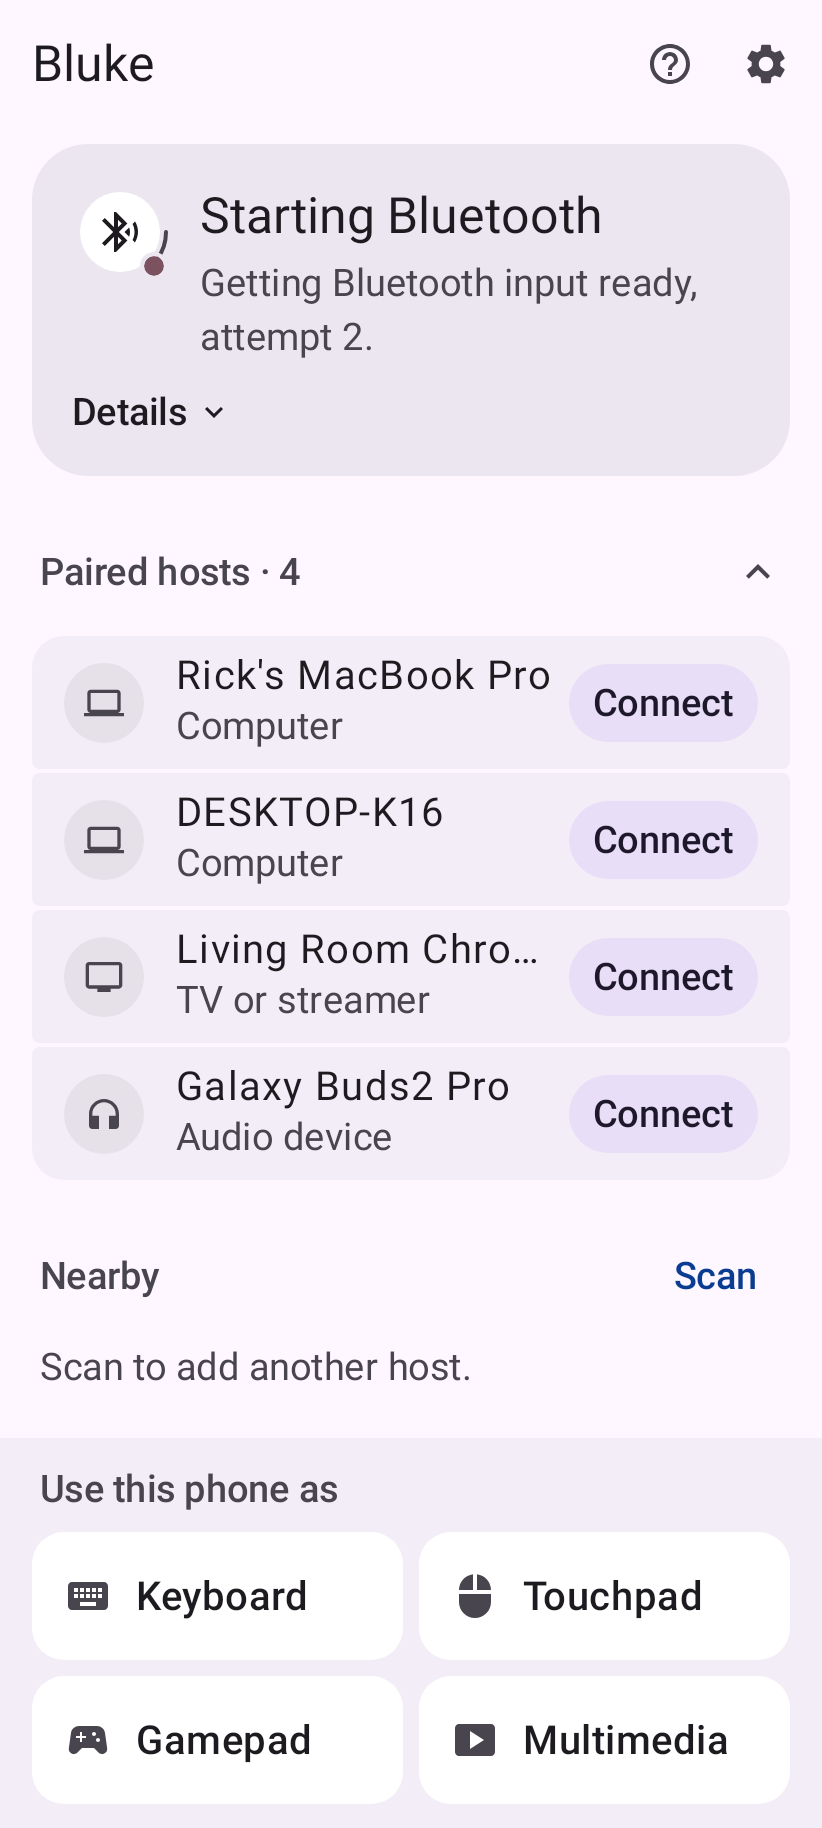 Bluke
Starting Bluetooth
Getting Bluetooth input ready,
attempt 2.
Details
Paired hosts · 4
Rick's MacBook Pro
Computer
Connect
DESKTOP-K16
Computer
Connect
Living Room Chro...
TV or streamer
Connect
Galaxy Buds2 Pro
Audio device
Connect
Nearby
Scan
Scan to add another host.
Use this phone as
Keyboard
Touchpad
Gamepad
Multimedia